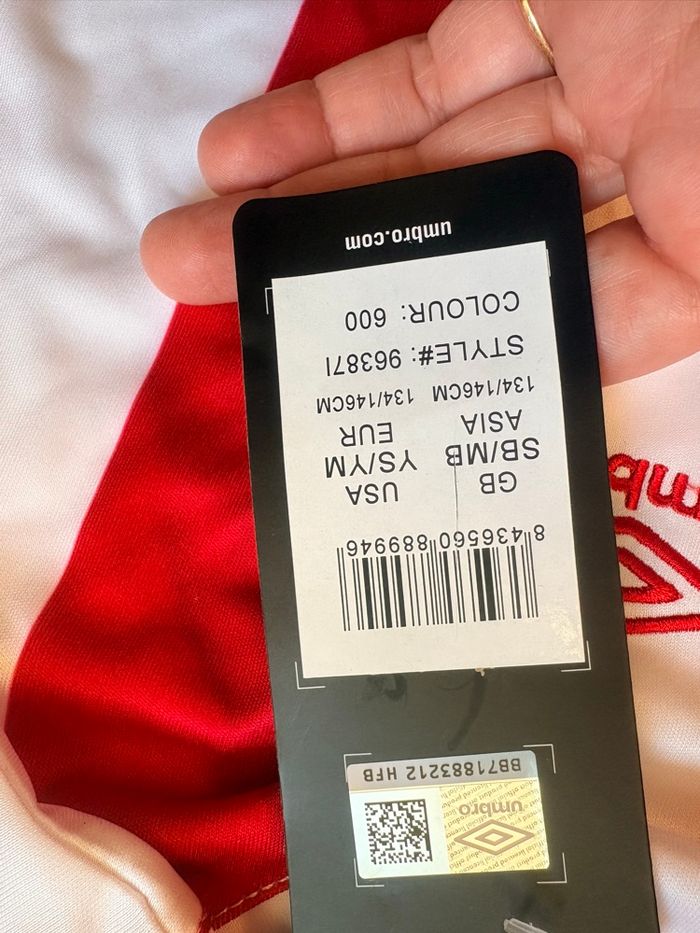 umbro
BB71883212 HFB
8 436560 889946
GB USA
SB/MB YS/YM
ASIA EUR
134/146CM 134/146CM
STYLE#: 96387I
COLOUR: 600
umbro.com